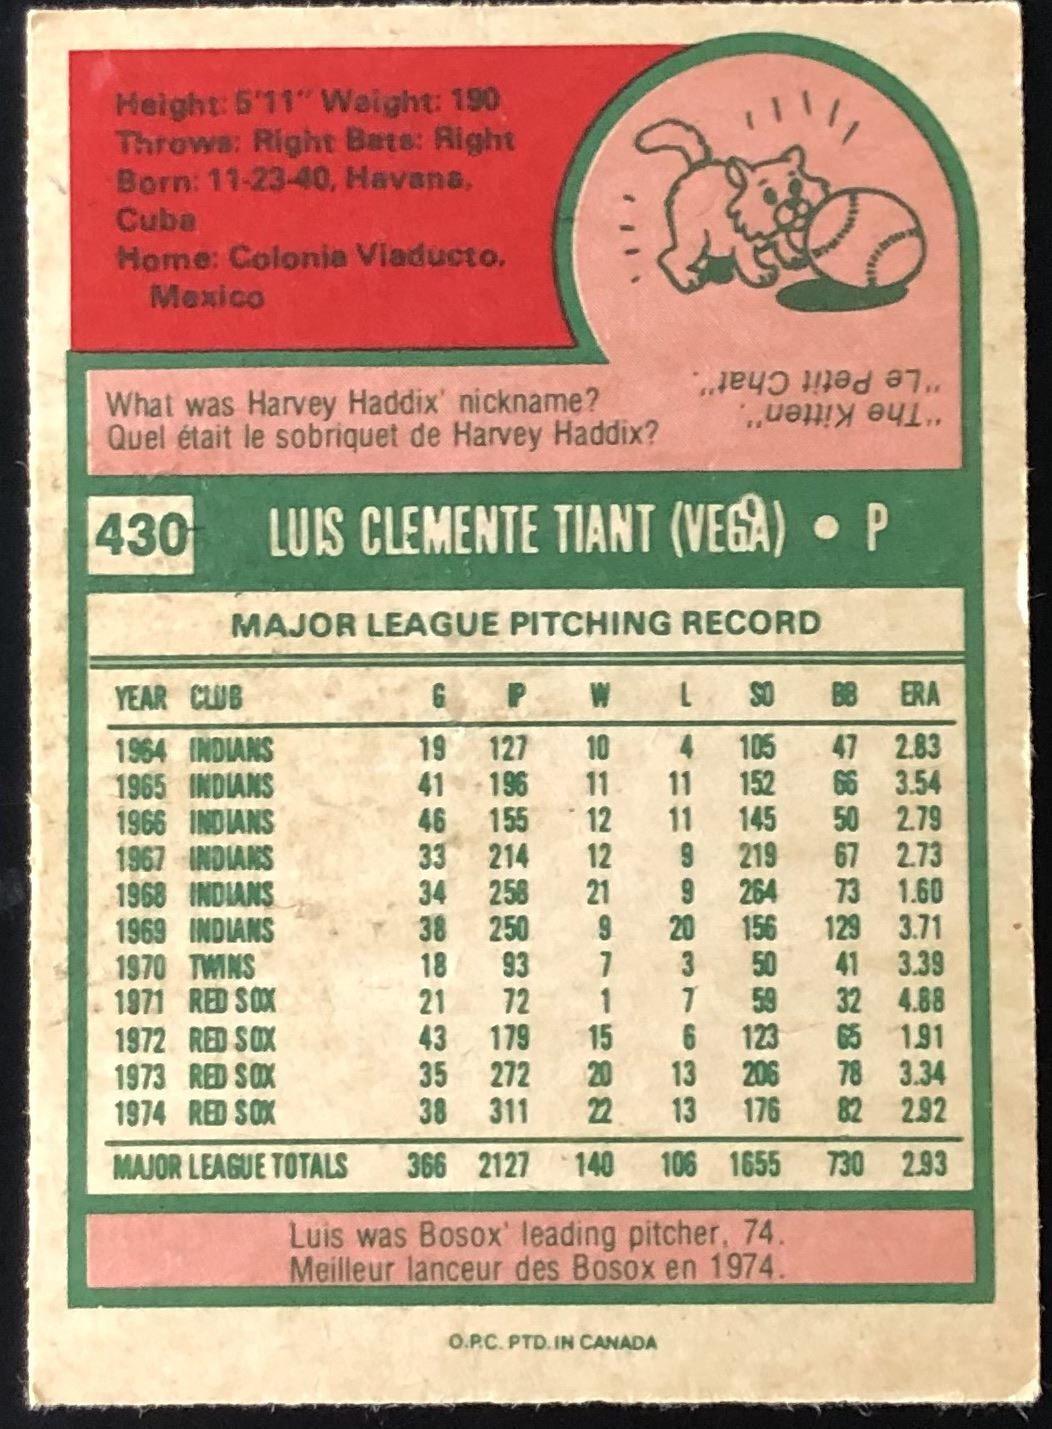 Height: 5'11" Weight: 190
Throws: Right Bats: Right
Born: 11-23-40, Havana,
Cuba
Home: Colonia Viaducto,
Mexico
What was Harvey Haddix' nickname?
Quel était le sobriquet de Harvey Haddix?
"The Kitten".
"Le Petit Chat".
430 LUIS CLEMENTE TIANT (VEGA) • P
MAJOR LEAGUE PITCHING RECORD
YEAR CLUB G IP W L SO BB ERA
1964 INDIANS 19 127 10 4 105 47 2.83
1965 INDIANS 41 196 11 11 152 66 3.54
1966 INDIANS 46 155 12 11 145 50 2.79
1967 INDIANS 33 214 12 9 219 67 2.73
1968 INDIANS 34 258 21 9 264 73 1.60
1969 INDIANS 38 250 9 20 156 129 3.71
1970 TWINS 18 93 7 3 50 41 3.39
1971 RED SOX 21 72 1 7 59 32 4.88
1972 RED SOX 43 179 15 6 123 65 1.91
1973 RED SOX 35 272 20 13 206 78 3.34
1974 RED SOX 38 311 22 13 176 82 2.92
MAJOR LEAGUE TOTALS 366 2127 140 106 1655 730 2.93
Luis was Bosox' leading pitcher, 74.
Meilleur lanceur des Bosox en 1974.
O.P.C. PTD. IN CANADA